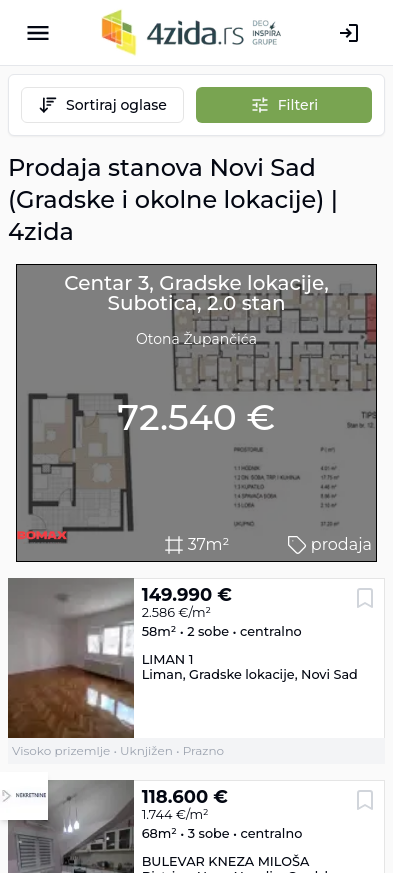 4zida.rs
DEO
INSPIRA
GRUPE
Sortiraj oglase
Filteri
Prodaja stanova Novi Sad
(Gradske i okolne lokacije) |
4zida
Centar 3, Gradske lokacije,
Subotica, 2.0 stan
Otona Župančića
72.540 €
PROSTORIJE
37m²
prodaja
149.990 €
2.586 €/m²
58m² • 2 sobe • centralno
LIMAN 1
Liman, Gradske lokacije, Novi Sad
Visoko prizemlje • Uknjižen • Prazno
NEKRETNINE
118.600 €
1.744 €/m²
68m² • 3 sobe • centralno
BULEVAR KNEZA MILOŠA